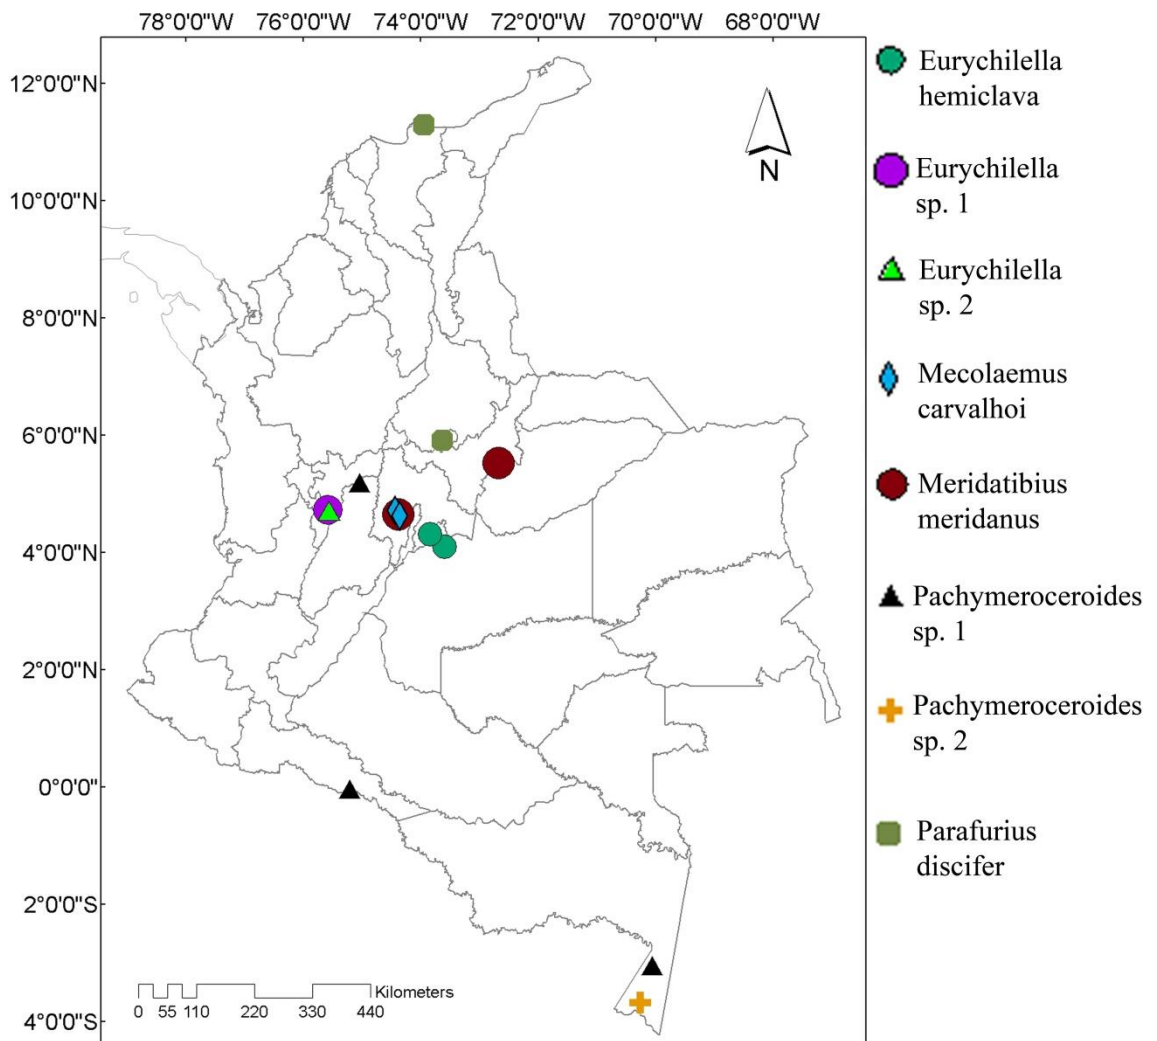 78°0'0"W 76°0'0"W 74°0'0"W 72°0'0"W 70°0'0"W 68°0'0"W
12°0'0"N
10°0'0"N
8°0'0"N
6°0'0"N
4°0'0"N
2°0'0"N
0°0'0"
2°0'0"S
4°0'0"S
N
Kilometers
0 55 110 220 330 440
Eurychilella
hemiclava
Eurychilella
sp. 1
Eurychilella
sp. 2
Mecolaemus
carvalhoi
Meridatibius
meridanus
Pachymeroceroides
sp. 1
Pachymeroceroides
sp. 2
Parafurius
discifer